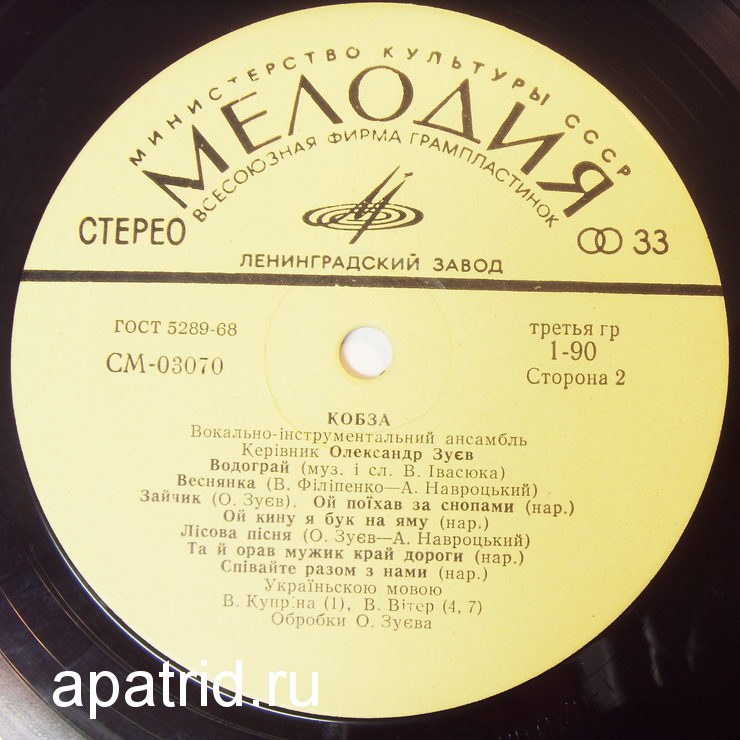 МИНИСТЕРСТВО КУЛЬТУРЫ СССР
МЕЛОДИЯ
ВСЕСОЮЗНАЯ ФИРМА ГРАМПЛАСТИНОК
СТЕРЕО 33
ЛЕНИНГРАДСКИЙ ЗАВОД
ГОСТ 5289-68 третья гр
СМ-03070 1-90
Сторона 2
КОБЗА
Вокально-інструментальний ансамбль
Керівник Олександр Зуєв
Водограй (муз. і сл. В. Івасюка)
Веснянка (В. Філіпенко—А. Навроцький)
Зайчик (О. Зуєв). Ой поїхав за снопами (нар.)
Ой кину я бук на яму (нар.)
Лісова пісня (О. Зуєв—А. Навроцький)
Та й орав мужик край дороги (нар.)
Співайте разом з нами (нар.)
Українською мовою
В. Купріна (1), В. Вітер (4, 7)
Обробки О. Зуєва
apatrid.ru